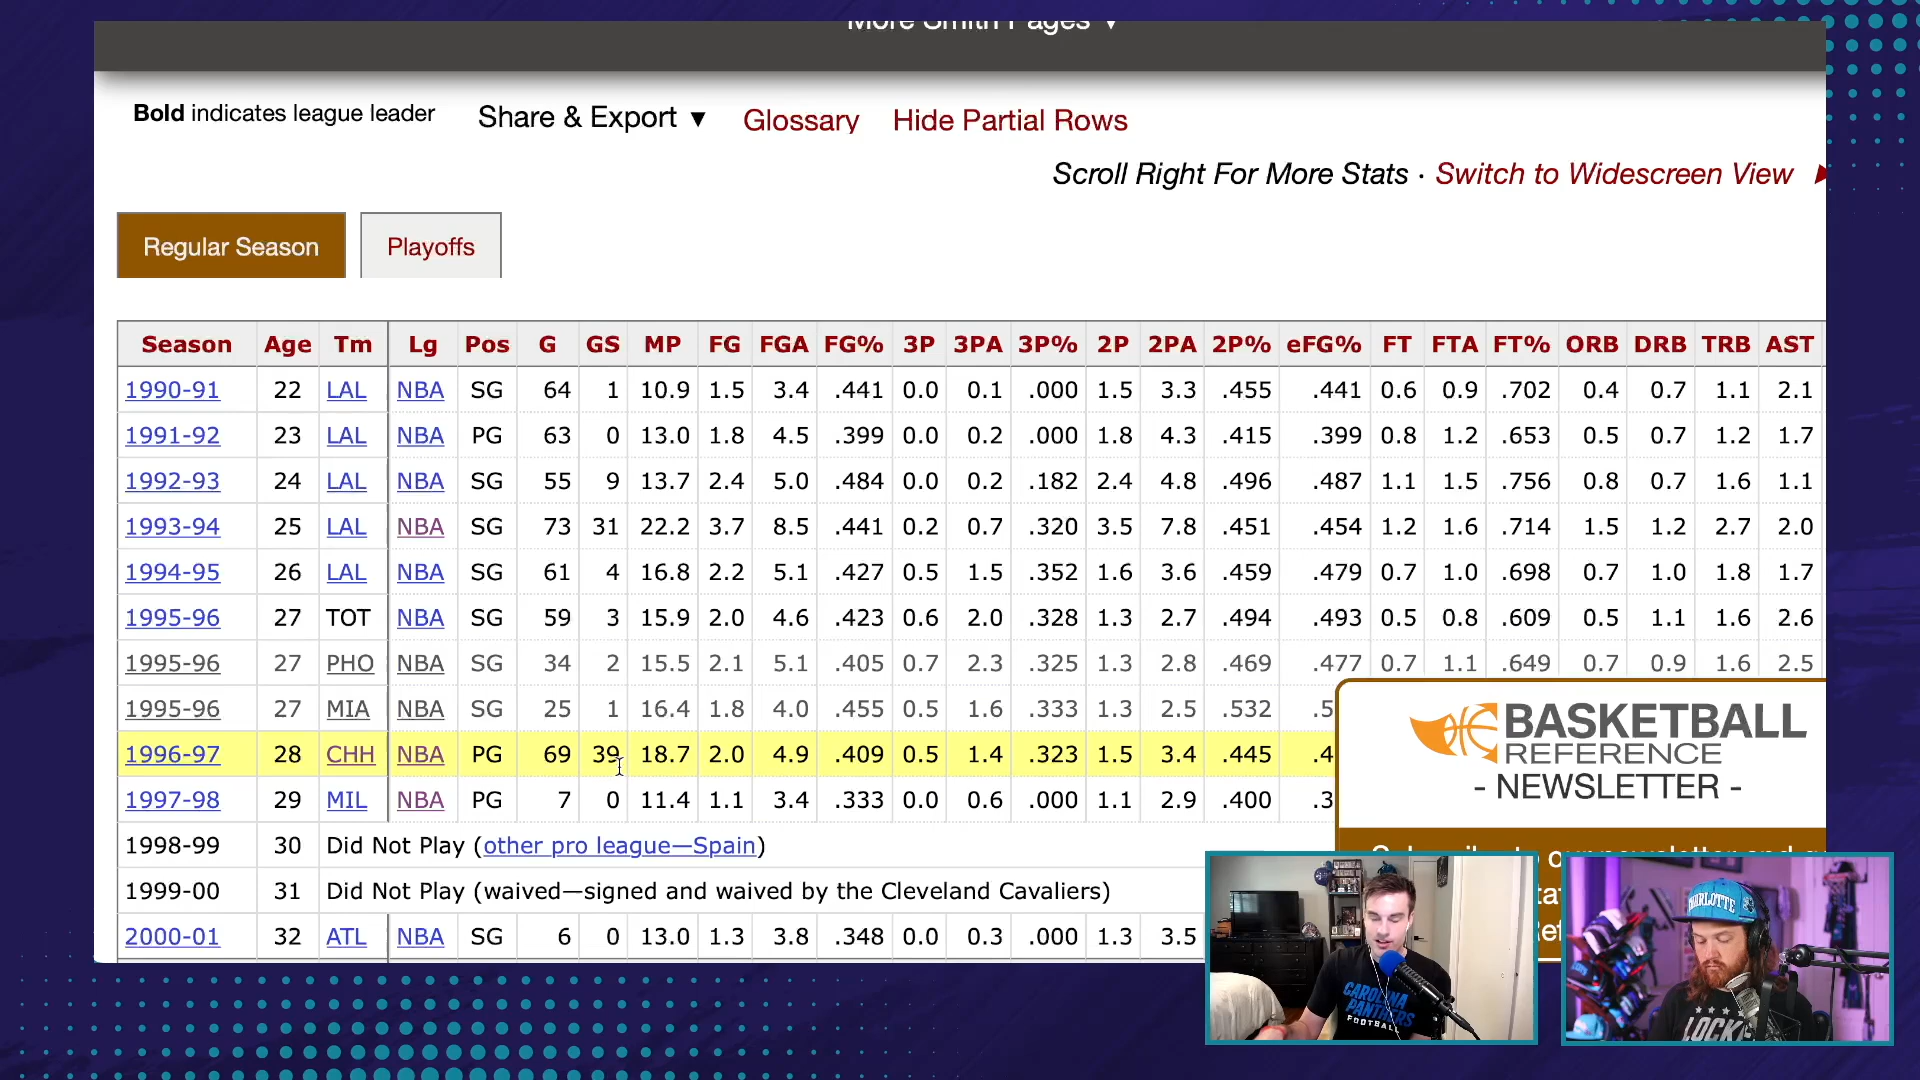 More Smith Pages ▼
Bold indicates league leader
Share & Export ▼
Glossary
Hide Partial Rows
Scroll Right For More Stats · Switch to Widescreen View ▶
Regular Season
Playoffs
Season Age Tm Lg Pos G GS MP FG FGA FG% 3P 3PA 3P% 2P 2PA 2P% eFG% FT FTA FT% ORB DRB TRB AST
1990-91 22 LAL NBA SG 64 1 10.9 1.5 3.4 .441 0.0 0.1 .000 1.5 3.3 .455 .441 0.6 0.9 .702 0.4 0.7 1.1 2.1
1991-92 23 LAL NBA PG 63 0 13.0 1.8 4.5 .399 0.0 0.2 .000 1.8 4.3 .415 .399 0.8 1.2 .653 0.5 0.7 1.2 1.7
1992-93 24 LAL NBA SG 55 9 13.7 2.4 5.0 .484 0.0 0.2 .182 2.4 4.8 .496 .487 1.1 1.5 .756 0.8 0.7 1.6 1.1
1993-94 25 LAL NBA SG 73 31 22.2 3.7 8.5 .441 0.2 0.7 .320 3.5 7.8 .451 .454 1.2 1.6 .714 1.5 1.2 2.7 2.0
1994-95 26 LAL NBA SG 61 4 16.8 2.2 5.1 .427 0.5 1.5 .352 1.6 3.6 .459 .479 0.7 1.0 .698 0.7 1.0 1.8 1.7
1995-96 27 TOT NBA SG 59 3 15.9 2.0 4.6 .423 0.6 2.0 .328 1.3 2.7 .494 .493 0.5 0.8 .609 0.5 1.1 1.6 2.6
1995-96 27 PHO NBA SG 34 2 15.5 2.1 5.1 .405 0.7 2.3 .325 1.3 2.8 .469 .477 0.7 1.1 .649 0.7 0.9 1.6 2.5
1995-96 27 MIA NBA SG 25 1 16.4 1.8 4.0 .455 0.5 1.6 .333 1.3 2.5 .532 .5
1996-97 28 CHH NBA PG 69 39 18.7 2.0 4.9 .409 0.5 1.4 .323 1.5 3.4 .445 .4
1997-98 29 MIL NBA PG 7 0 11.4 1.1 3.4 .333 0.0 0.6 .000 1.1 2.9 .400 .3
1998-99 30 Did Not Play (other pro league—Spain)
1999-00 31 Did Not Play (waived—signed and waived by the Cleveland Cavaliers)
2000-01 32 ATL NBA SG 6 0 13.0 1.3 3.8 .348 0.0 0.3 .000 1.3 3.5
BASKETBALL
REFERENCE
- NEWSLETTER -
our newsletter and
CAROLINA
PANTHERS
FOOTBALL
CHARLOTTE